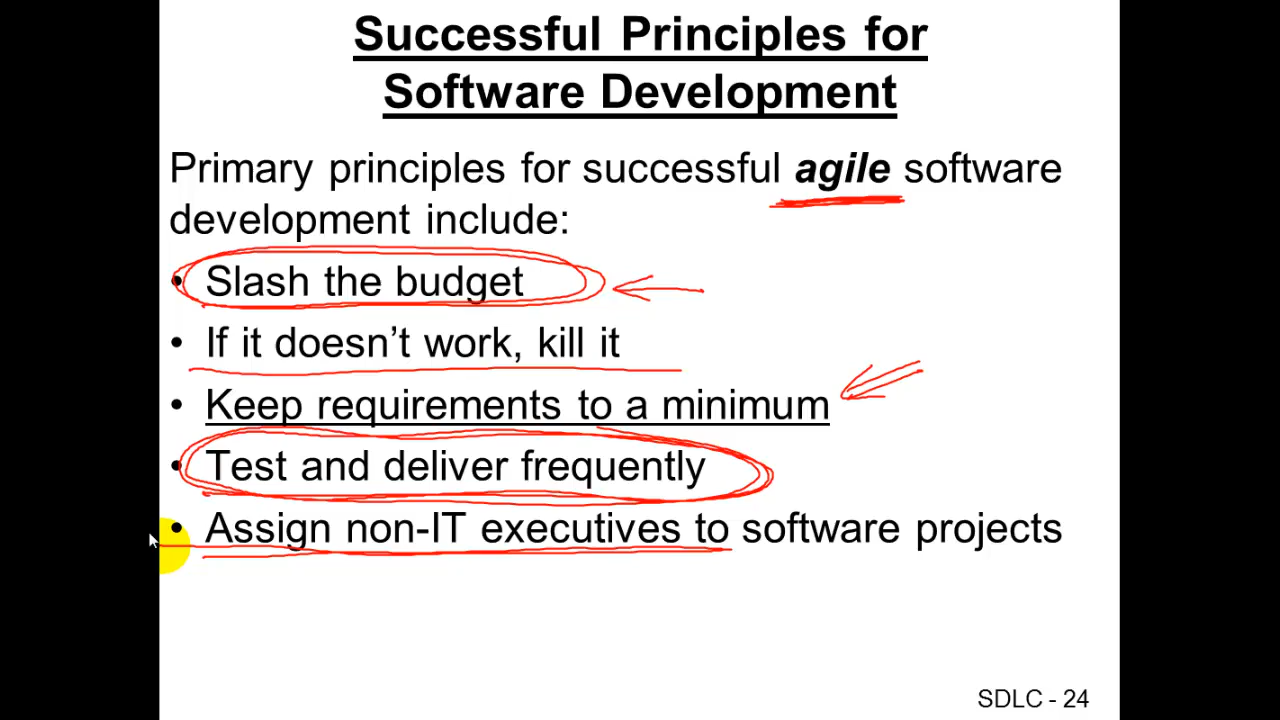 Successful Principles for
Software Development
Primary principles for successful agile software
development include:
• Slash the budget
• If it doesn’t work, kill it
• Keep requirements to a minimum
• Test and deliver frequently
• Assign non-IT executives to software projects
SDLC - 24